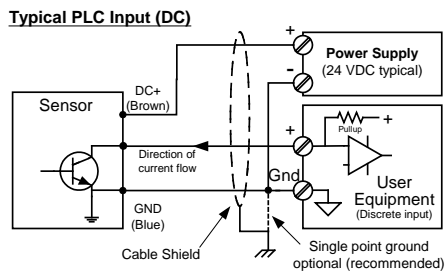 Typical PLC Input (DC)
+
Power Supply
(24 VDC typical)
-
DC+
(Brown)
Sensor
+
Pullup
+
Direction of
current flow
Gnd
User
Equipment
(Discrete input)
GND
(Blue)
Cable Shield
Single point ground
optional (recommended)